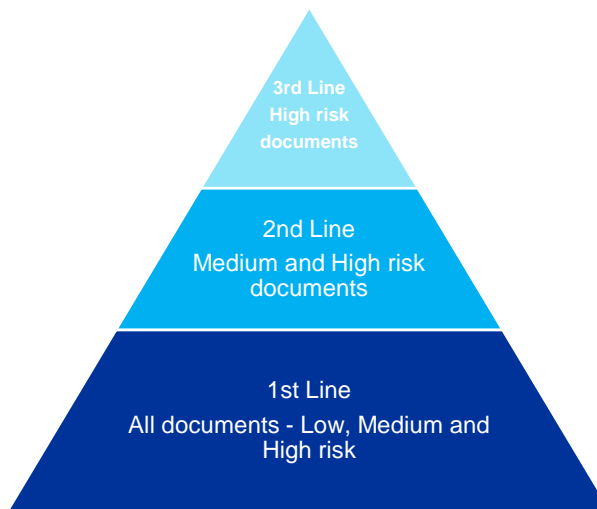 3rd Line
High risk
documents
2nd Line
Medium and High risk
documents
1st Line
All documents - Low, Medium and
High risk